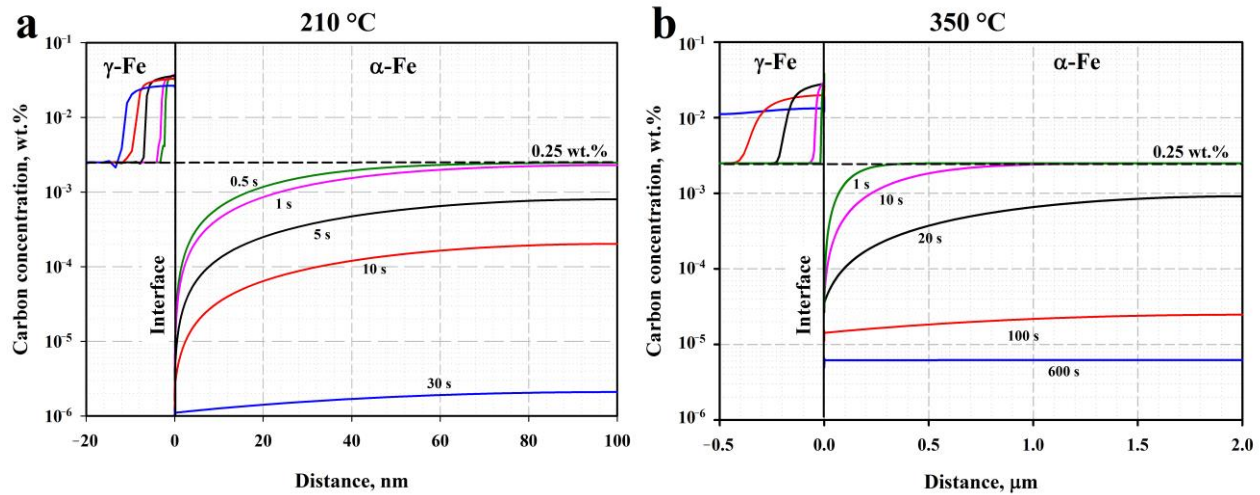 a
210 °C
10⁻¹
10⁻²
10⁻³
10⁻⁴
10⁻⁵
10⁻⁶
Carbon concentration, wt.%
γ-Fe
α-Fe
0.25 wt.%
0.5 s
1 s
5 s
10 s
30 s
Interface
−20
0
20
40
60
80
100
Distance, nm
b
350 °C
10⁻¹
10⁻²
10⁻³
10⁻⁴
10⁻⁵
10⁻⁶
Carbon concentration, wt.%
γ-Fe
α-Fe
0.25 wt.%
1 s
10 s
20 s
100 s
600 s
Interface
−0.5
0.0
0.5
1.0
1.5
2.0
Distance, μm